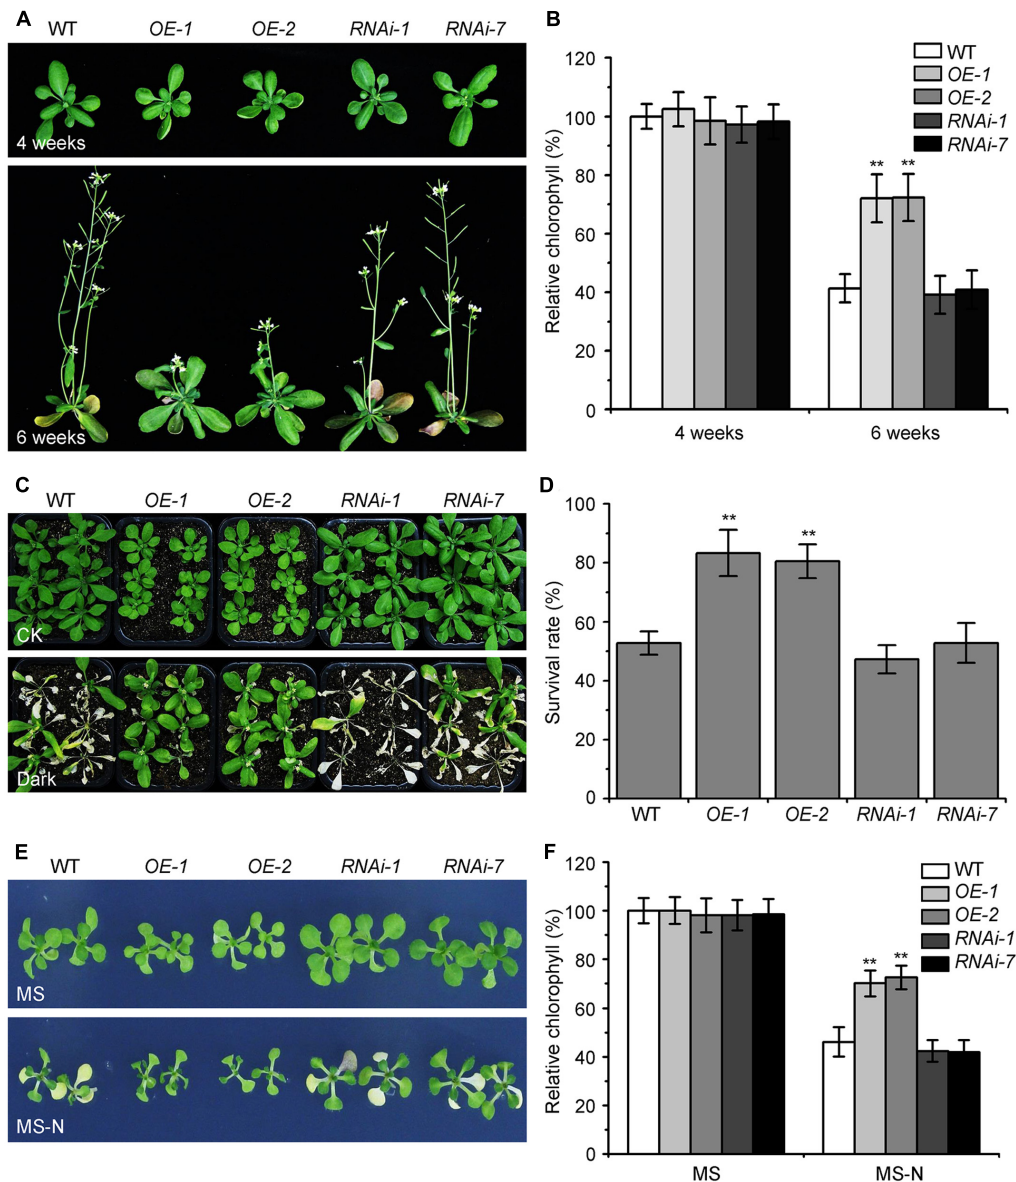 A
WT OE-1 OE-2 RNAi-1 RNAi-7
4 weeks
6 weeks
B
Relative chlorophyll (%)
120
100
80
60
40
20
0
WT
OE-1
OE-2
RNAi-1
RNAi-7
** **
4 weeks 6 weeks
C
WT OE-1 OE-2 RNAi-1 RNAi-7
CK
Dark
D
Survival rate (%)
100
80
60
40
20
0
** **
WT OE-1 OE-2 RNAi-1 RNAi-7
E
WT OE-1 OE-2 RNAi-1 RNAi-7
MS
MS-N
F
Relative chlorophyll (%)
120
100
80
60
40
20
0
WT
OE-1
OE-2
RNAi-1
RNAi-7
** **
MS MS-N